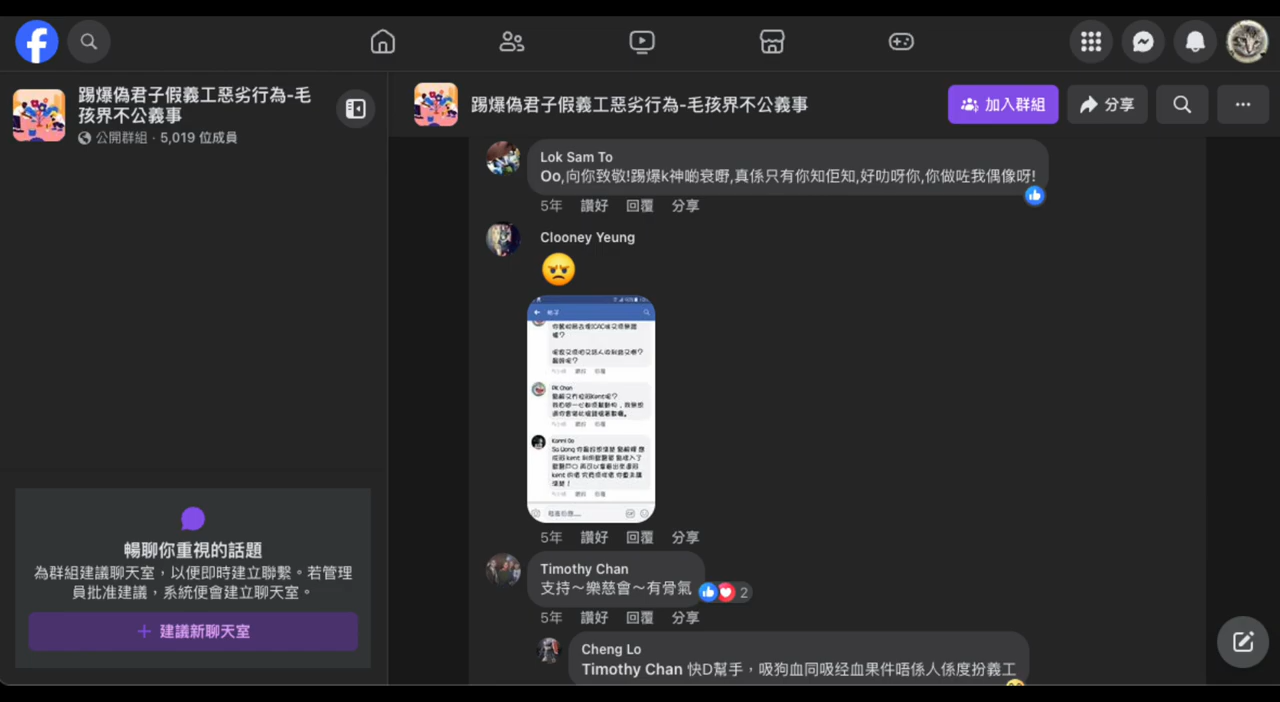 踢爆偽君子假義工惡劣行為-毛
孩界不公義事
公開群組 · 5,019 位成員
踢爆偽君子假義工惡劣行為-毛孩界不公義事
加入群組
分享
Lok Sam To
Oo,向你致敬!踢爆k神啲衰嘢,真係只有你知佢知,好叻呀你,你做咗我偶像呀!
5年 讚好 回覆 分享
Clooney Yeung
😠
PK Chan
Kanni Oo
5年 讚好 回覆 分享
Timothy Chan
支持～樂慈會～有骨氣
2
5年 讚好 回覆 分享
Cheng Lo
Timothy Chan 快D幫手，吸狗血同吸经血果件唔係人係度扮義工
暢聊你重視的話題
為群組建議聊天室，以便即時建立聯繫。若管理
員批准建議，系統便會建立聊天室。
+ 建議新聊天室